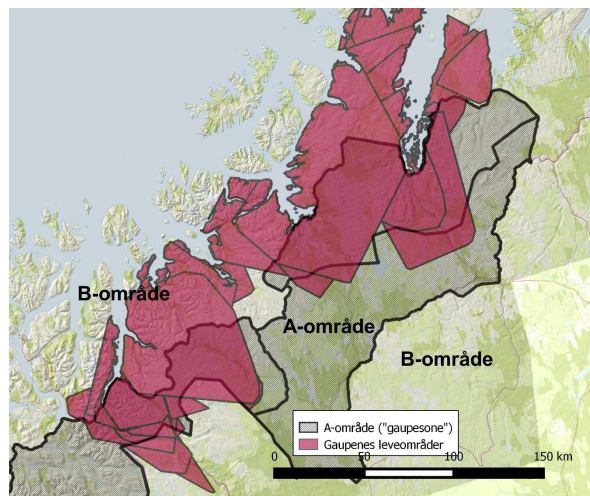 B-område
A-område
B-område
A-område ("gaupesone")
Gaupenes leveområder
0 50 100 150 km